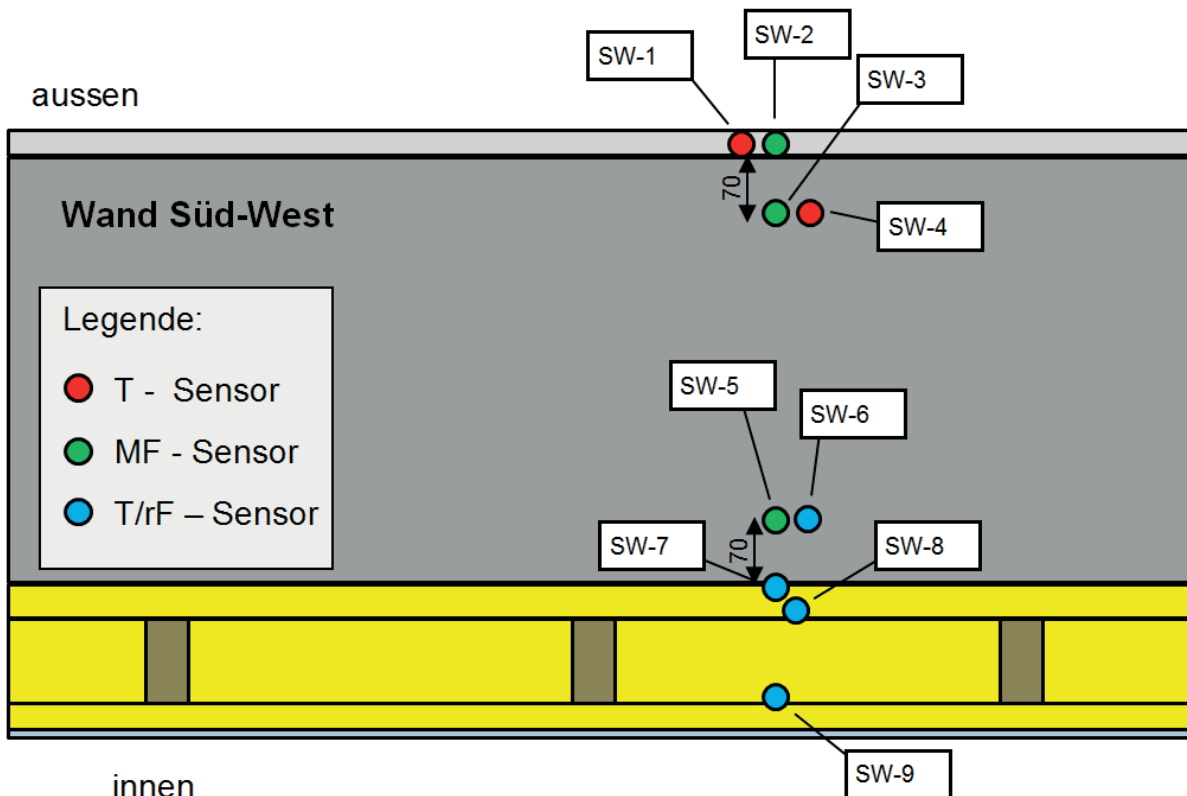 SW-2
SW-1
SW-3
aussen
70
Wand Süd-West
SW-4
Legende:
T - Sensor
MF - Sensor
T/rF – Sensor
SW-5
SW-6
SW-7
70
SW-8
SW-9
innen